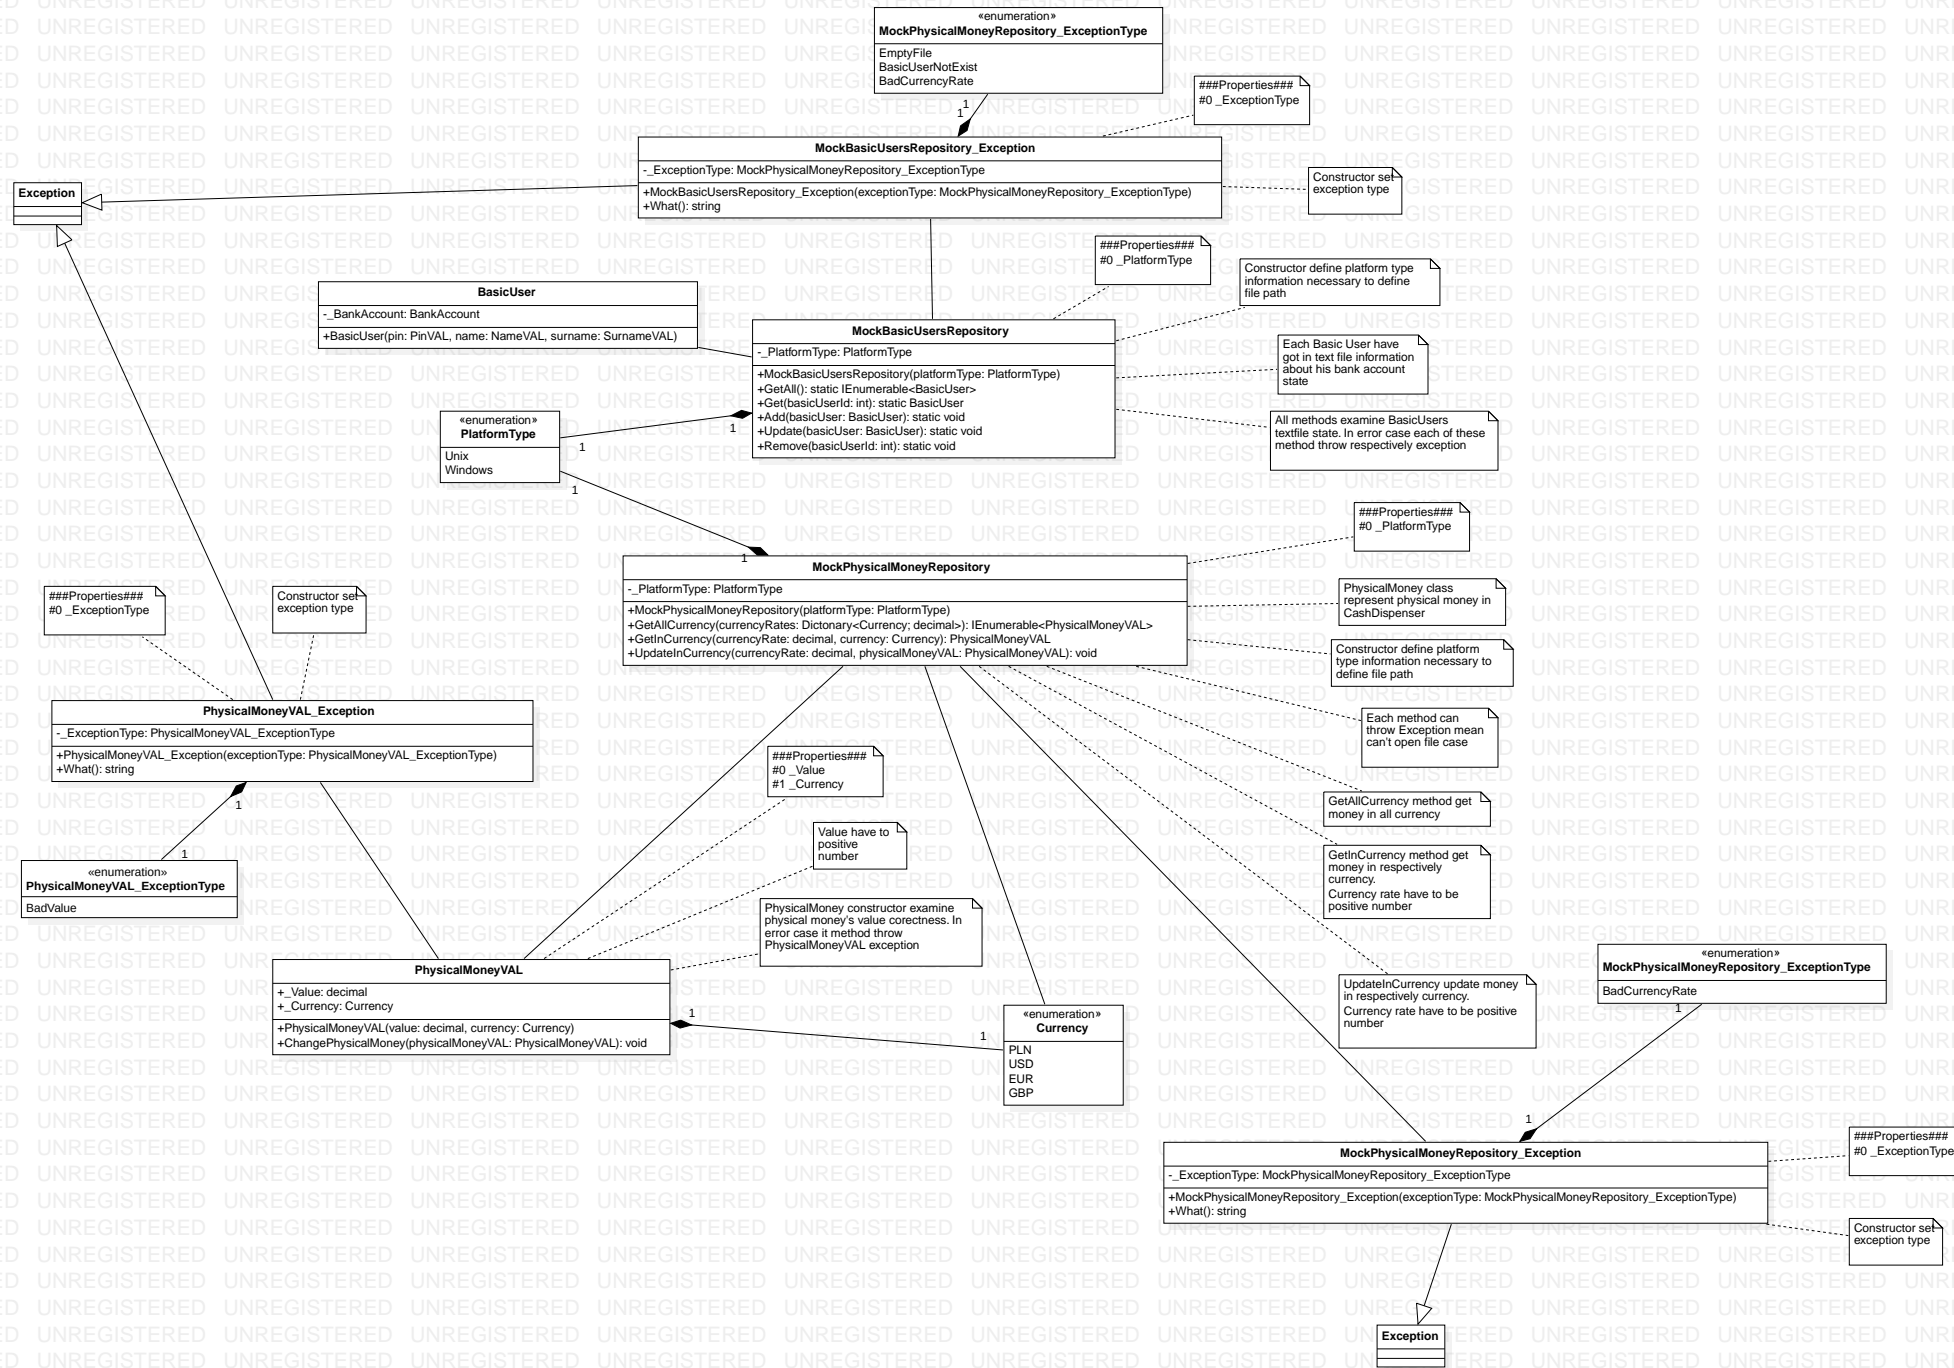 «enumeration»
MockPhysicalMoneyRepository_ExceptionType
EmptyFile
BasicUserNotExist
BadCurrencyRate
###Properties###
#0 _ExceptionType
1
1
MockBasicUsersRepository_Exception
-_ExceptionType: MockPhysicalMoneyRepository_ExceptionType
+MockBasicUsersRepository_Exception(exceptionType: MockPhysicalMoneyRepository_ExceptionType)
+What(): string
Constructor set
exception type
Exception
###Properties###
#0 _PlatformType
Constructor define platform type
information necessary to define
file path
BasicUser
-_BankAccount: BankAccount
+BasicUser(pin: PinVAL, name: NameVAL, surname: SurnameVAL)
MockBasicUsersRepository
-_PlatformType: PlatformType
+MockBasicUsersRepository(platformType: PlatformType)
+GetAll(): static IEnumerable<BasicUser>
+Get(basicUserId: int): static BasicUser
+Add(basicUser: BasicUser): static void
+Update(basicUser: BasicUser): static void
+Remove(basicUserId: int): static void
Each Basic User have
got in text file information
about his bank account
state
All methods examine BasicUsers
textfile state. In error case each of these
method throw respectively exception
«enumeration»
PlatformType
Unix
Windows
1
1
1
1
###Properties###
#0 _PlatformType
MockPhysicalMoneyRepository
-_PlatformType: PlatformType
+MockPhysicalMoneyRepository(platformType: PlatformType)
+GetAllCurrency(currencyRates: Dictonary<Currency; decimal>): IEnumerable<PhysicalMoneyVAL>
+GetInCurrency(currencyRate: decimal, currency: Currency): PhysicalMoneyVAL
+UpdateInCurrency(currencyRate: decimal, physicalMoneyVAL: PhysicalMoneyVAL): void
PhysicalMoney class
represent physical money in
CashDispenser
Constructor define platform
type information necessary to
define file path
Each method can
throw Exception mean
can't open file case
GetAllCurrency method get
money in all currency
GetInCurrency method get
money in respectively
currency.
Currency rate have to be
positive number
UpdateInCurrency update money
in respectively currency.
Currency rate have to be positive
number
###Properties###
#0 _ExceptionType
Constructor set
exception type
PhysicalMoneyVAL_Exception
-_ExceptionType: PhysicalMoneyVAL_ExceptionType
+PhysicalMoneyVAL_Exception(exceptionType: PhysicalMoneyVAL_ExceptionType)
+What(): string
1
1
«enumeration»
PhysicalMoneyVAL_ExceptionType
BadValue
###Properties###
#0 _Value
#1 _Currency
Value have to
positive
number
PhysicalMoney constructor examine
physical money's value corectness. In
error case it method throw
PhysicalMoneyVAL exception
PhysicalMoneyVAL
+_Value: decimal
+_Currency: Currency
+PhysicalMoneyVAL(value: decimal, currency: Currency)
+ChangePhysicalMoney(physicalMoneyVAL: PhysicalMoneyVAL): void
1
1
«enumeration»
Currency
PLN
USD
EUR
GBP
«enumeration»
MockPhysicalMoneyRepository_ExceptionType
BadCurrencyRate
1
1
MockPhysicalMoneyRepository_Exception
-_ExceptionType: MockPhysicalMoneyRepository_ExceptionType
+MockPhysicalMoneyRepository_Exception(exceptionType: MockPhysicalMoneyRepository_ExceptionType)
+What(): string
###Properties###
#0 _ExceptionType
Constructor set
exception type
Exception
UNREGISTERED